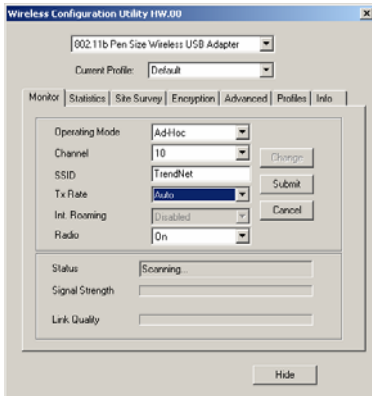 Wireless Configuration Utility HW.00
802.11b Pen Size Wireless USB Adapter
Current Profile: Default
Monitor Statistics Site Survey Encryption Advanced Profiles Info
Operating Mode Ad-Hoc
Channel 10 Change
SSID TrendNet
Tx Rate Auto Submit
Int. Roaming Disabled Cancel
Radio On
Status Scanning...
Signal Strength
Link Quality
Hide